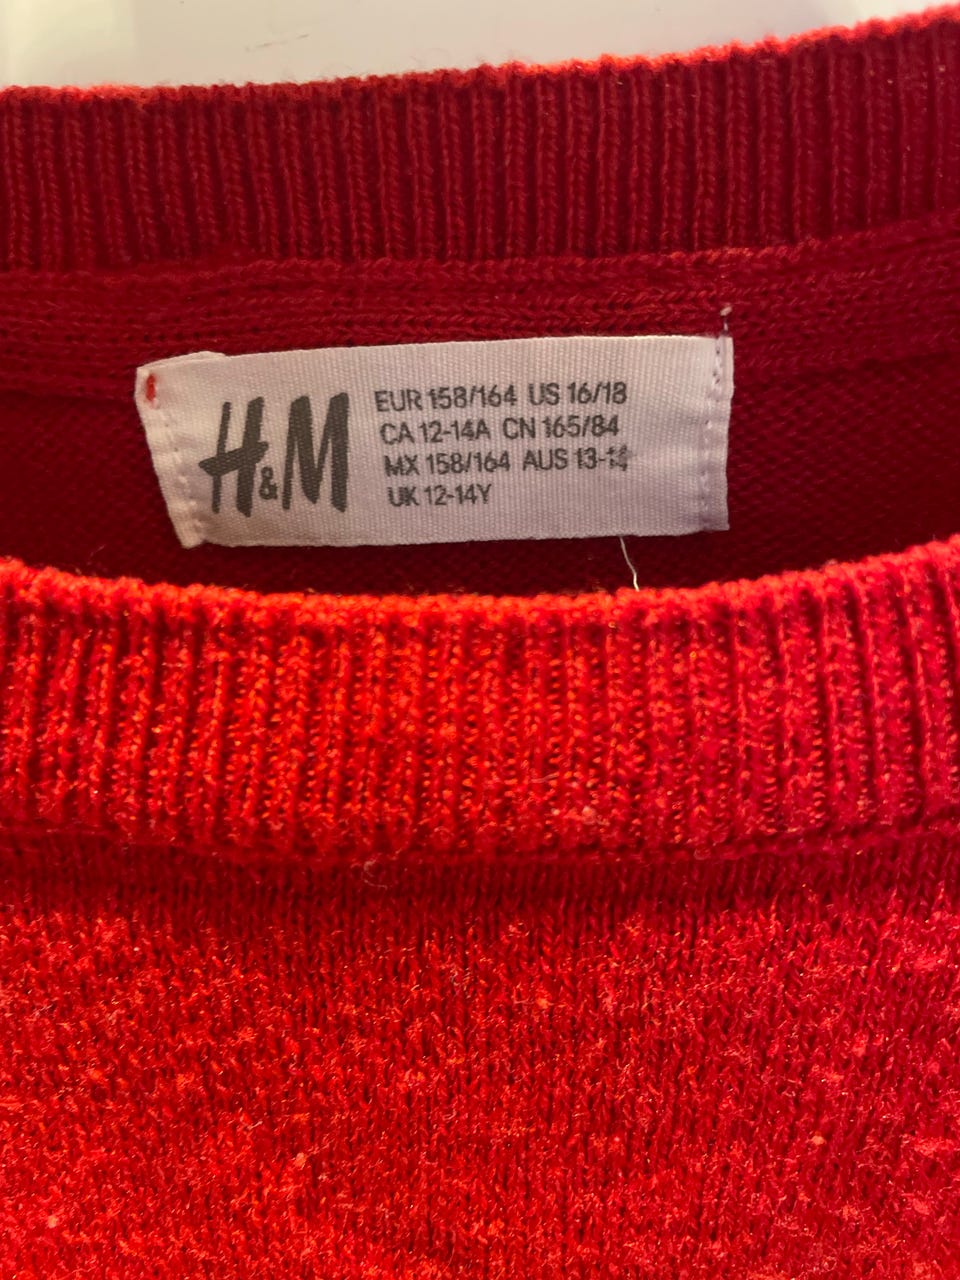 H&M
EUR 158/164 US 16/18
CA 12-14A CN 165/84
MX 158/164 AUS 13-14
UK 12-14Y